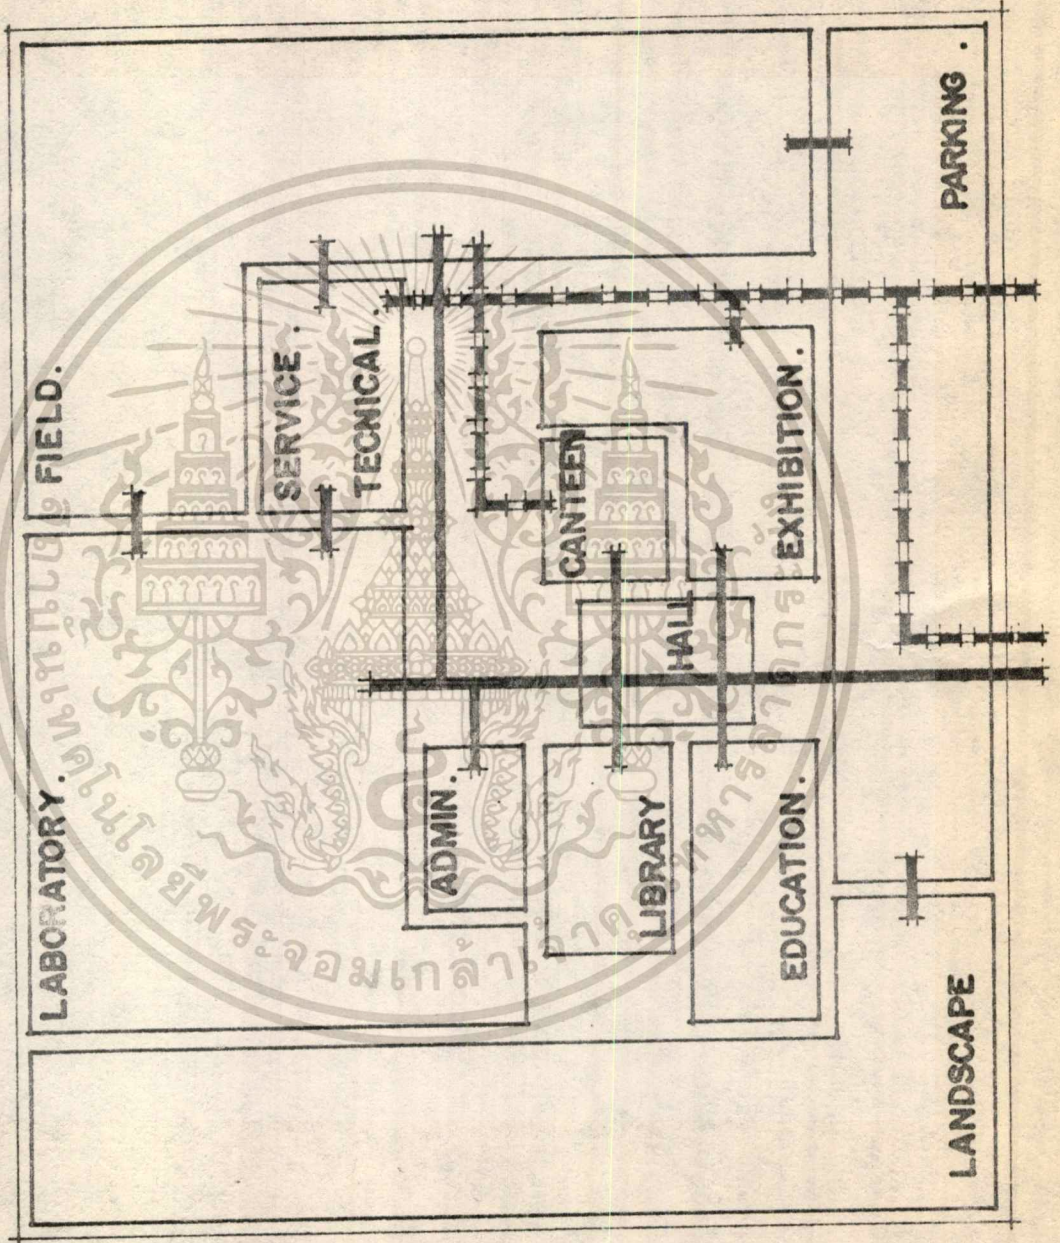 LABORATORY.
FIELD.
SERVICE.
TECNICAL.
ADMIN.
CANTEEN
LIBRARY
HALL
EDUCATION.
EXHIBITION.
LANDSCAPE
PARKING.